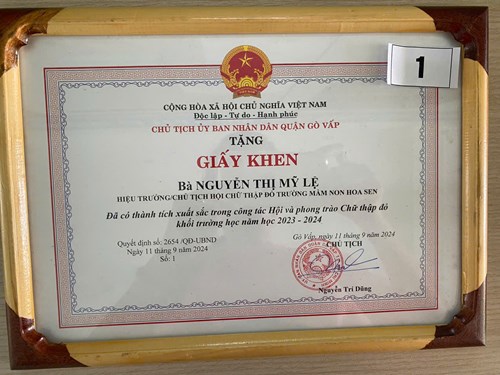 1
CỘNG HÒA XÃ HỘI CHỦ NGHĨA VIỆT NAM
Độc lập - Tự do - Hạnh phúc
CHỦ TỊCH ỦY BAN NHÂN DÂN QUẬN GÒ VẤP
TẶNG
GIẤY KHEN
Bà NGUYỄN THỊ MỸ LỆ
HIỆU TRƯỞNG/CHỦ TỊCH HỘI CHỮ THẬP ĐỎ TRƯỜNG MẦM NON HOA SEN
Đã có thành tích xuất sắc trong công tác Hội và phong trào Chữ thập đỏ
khối trường học năm học 2023 - 2024
Quyết định số: 2654 /QĐ-UBND
Ngày 11 tháng 9 năm 2024
Số: 1
Gò Vấp, ngày 11 tháng 9 năm 2024
CHỦ TỊCH
Nguyễn Trí Dũng